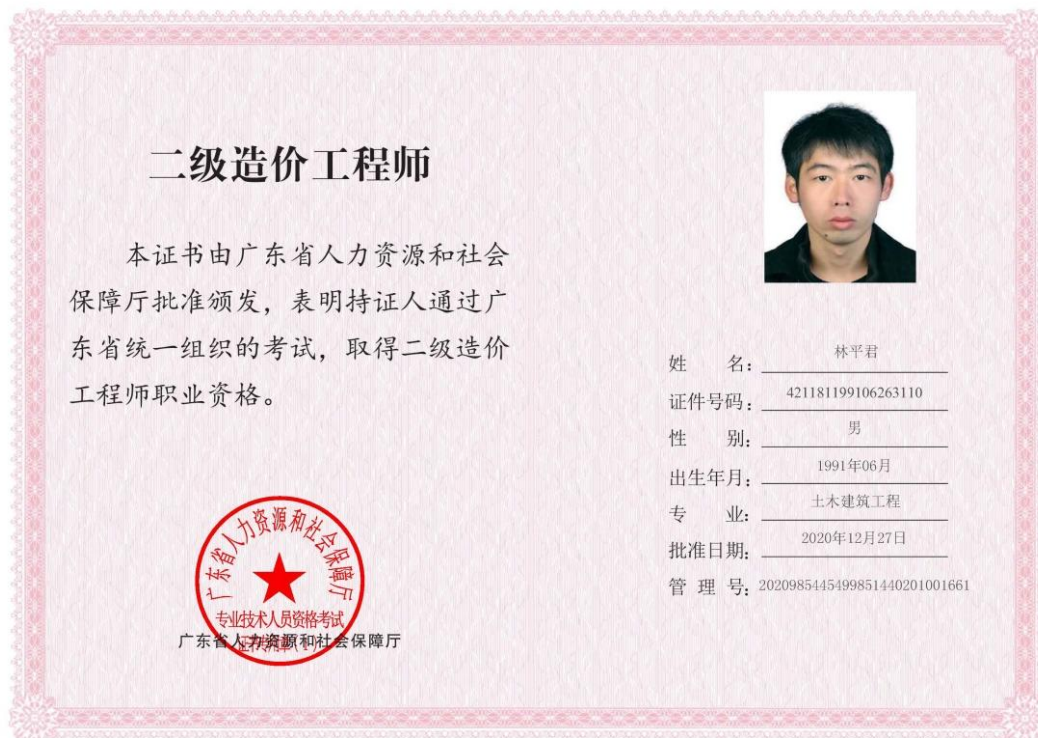 二级造价工程师
本证书由广东省人力资源和社会
保障厅批准颁发，表明持证人通过广
东省统一组织的考试，取得二级造价
工程师职业资格。
广东省人力资源和社会保障厅
专业技术人员资格考试
广东省人力资源和社会保障厅
姓 名：林平君
证件号码：421181199106263110
性 别：男
出生年月：1991年06月
专 业：土木建筑工程
批准日期：2020年12月27日
管 理 号：20209854454999851440201001661